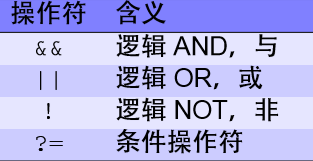 操作符 含义
&& 逻辑 AND，与
|| 逻辑 OR，或
! 逻辑 NOT，非
?= 条件操作符